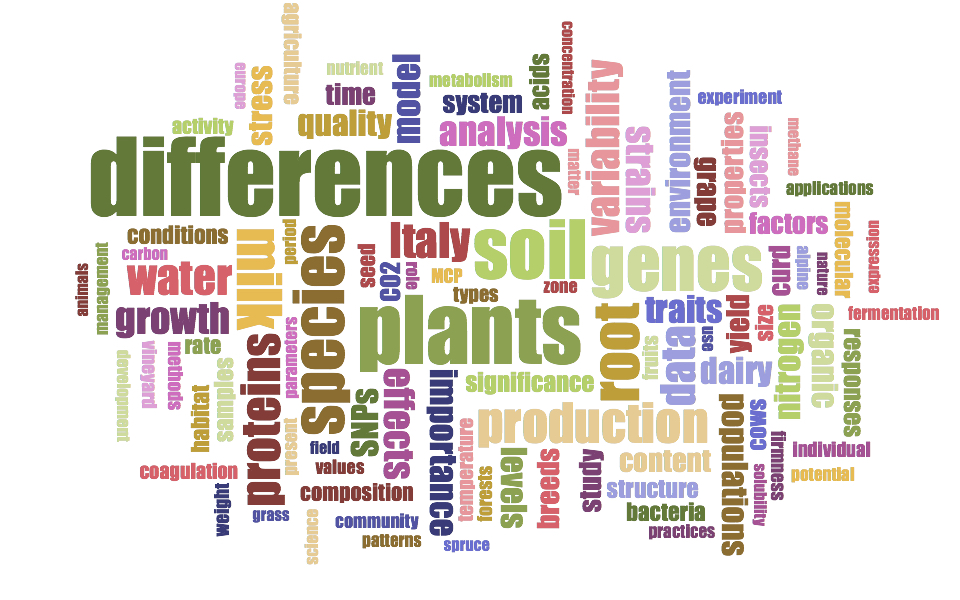 agriculture
concentration
europe
stress
nutrient
time
model
metabolism
system
acids
variability
environment
experiment
activity
quality
analysis
differences
matter
strains
grape
properties
insects
methane
applications
factors
conditions
carbon
water
animals
management
milk
period
species
seed
Italy
CO2
role
MCP
types
soil
zone
genes
curd
alpine
nature
molecular
expression
growth
rate
parameters
plants
root
traits
esn
yield
size
nitrogen
organic
fermentation
responses
development
vineyard
methods
habitat
samples
proteins
present
SNPS
effects
importance
significance
fruits
data
dairy
production
populations
cows
firmness
solubility
individual
potential
coagulation
field
values
composition
temperature
forests
levels
breeds
study
content
structure
bacteria
practices
weight
grass
science
community
patterns
spruce